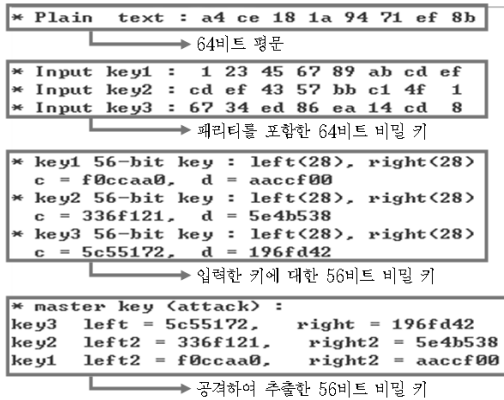 * Plain text : a4 ce 18 1a 94 71 ef 8b
64비트 평문
* Input key1 : 1 23 45 67 89 ab cd ef
* Input key2 : cd ef 43 57 bb c1 4f 1
* Input key3 : 67 34 ed 86 ea 14 cd 8
패리티를 포함한 64비트 비밀 키
* key1 56-bit key : left(28), right(28)
c = f0ccaa0, d = aaccf00
* key2 56-bit key : left(28), right(28)
c = 336f121, d = 5e4b538
* key3 56-bit key : left(28), right(28)
c = 5c55172, d = 196fd42
입력한 키에 대한 56비트 비밀 키
* master key (attack) :
key3 left = 5c55172, right = 196fd42
key2 left2 = 336f121, right2 = 5e4b538
key1 left2 = f0ccaa0, right2 = aaccf00
공격하여 추출한 56비트 비밀 키